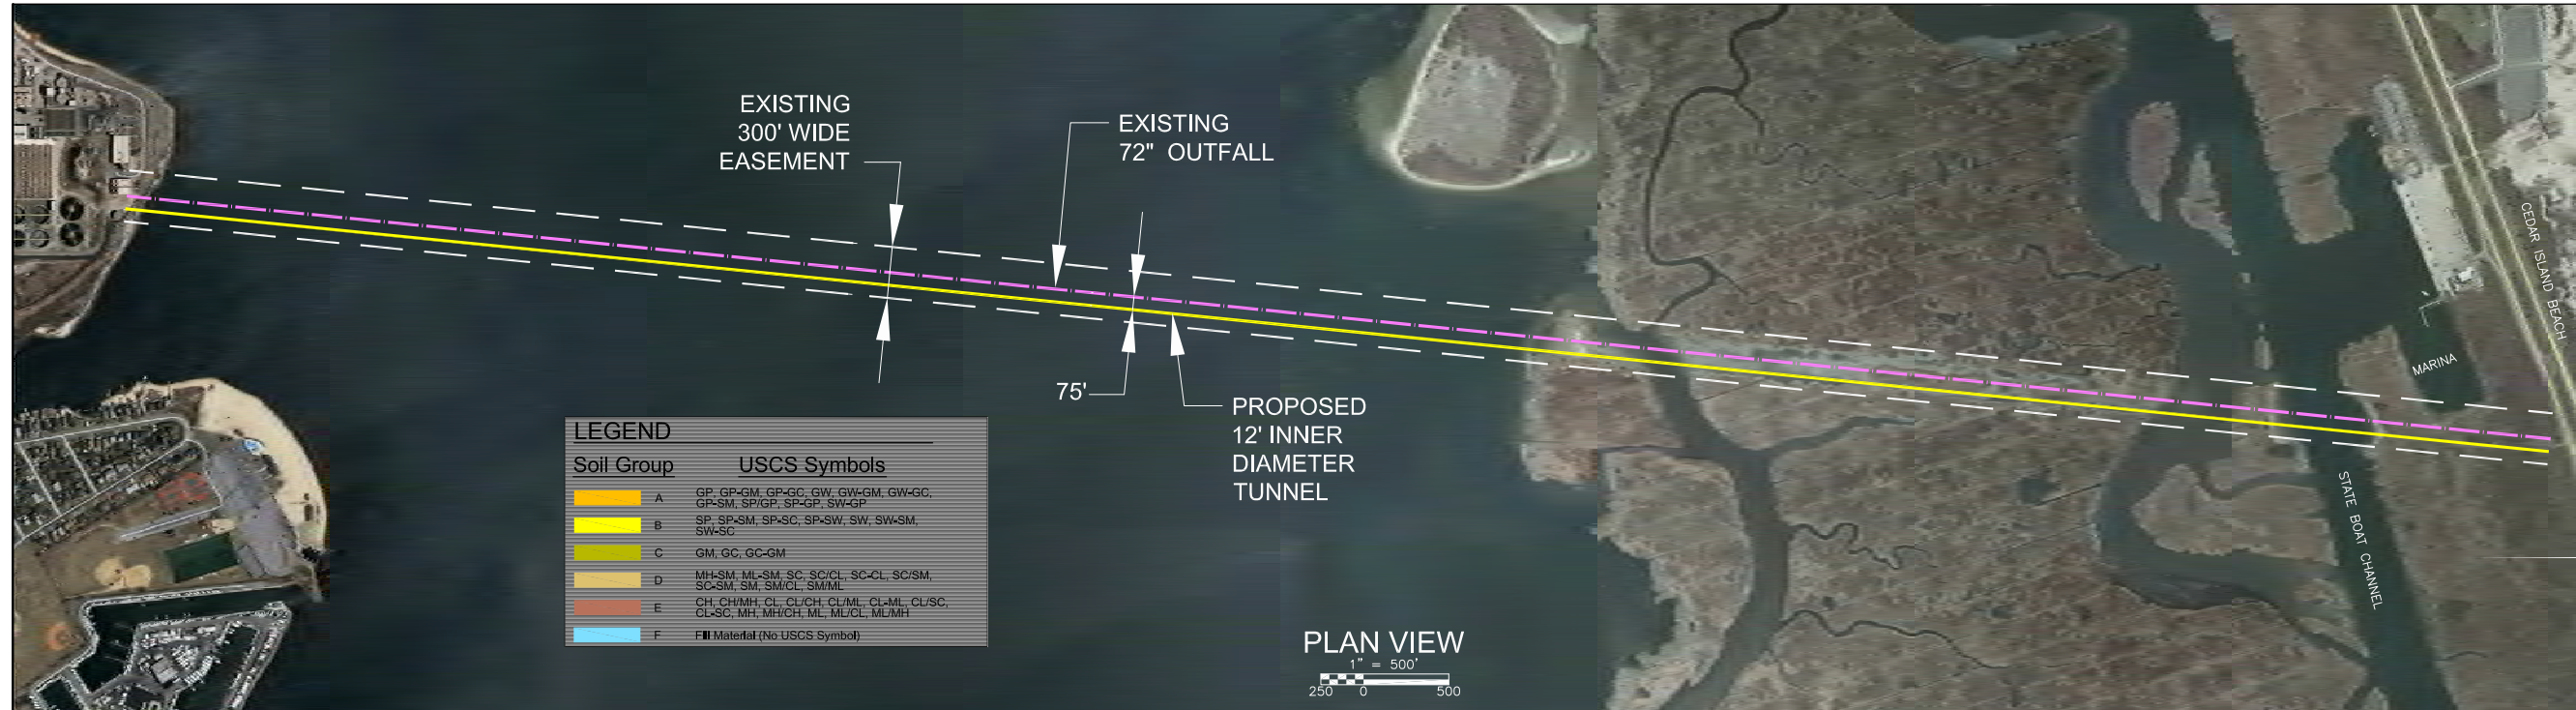 EXISTING
300' WIDE
EASEMENT
EXISTING
72" OUTFALL
75'
PROPOSED
12' INNER
DIAMETER
TUNNEL
CEDAR ISLAND BEACH
MARINA
STATE BOAT CHANNEL
LEGEND
Soil Group USCS Symbols
A GP, GP-GM, GP-GC, GW, GW-GM, GW-GC,
GP-SM, SP/GP, SP-GP, SW-GP
B SP, SP-SM, SP-SC, SP-SW, SW, SW-SM,
SW-SC
C GM, GC, GC-GM
D MH-SM, ML-SM, SC, SC/CL, SC-CL, SC/SM,
SC-SM, SM, SM/CL, SM/ML
E CH, CH/MH, CL, CL/CH, CL/ML, CL-ML, CL/SC,
CL-SC, MH, MH/CH, ML, ML/CL, ML/MH
F Fill Material (No USCS Symbol)
PLAN VIEW
1" = 500'
250 0 500